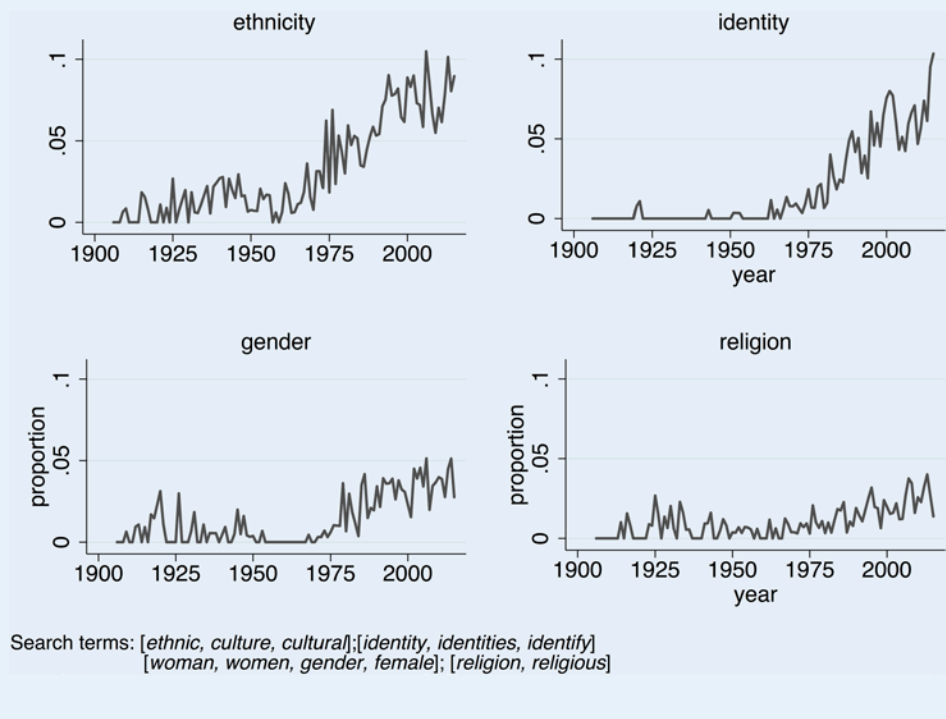 ethnicity
.1
.05
0
1900 1925 1950 1975 2000
identity
.1
.05
0
1900 1925 1950 1975 2000
year
gender
proportion
.1
.05
0
1900 1925 1950 1975 2000
religion
proportion
.1
.05
0
1900 1925 1950 1975 2000
year
Search terms: [ethnic, culture, cultural];[identity, identities, identify]
[woman, women, gender, female]; [religion, religious]